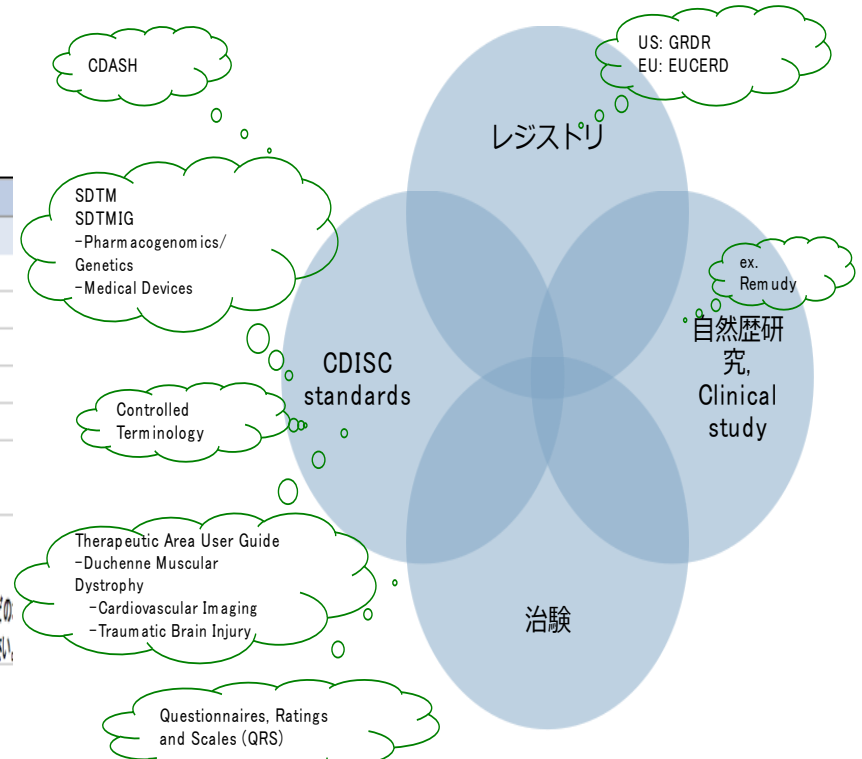 CDASH
US: GRDR
EU: EUCERD
レジストリ
SDTM
SDTMIG
-Pharmacogenomics/
Genetics
-Medical Devices
ex.
Remudy
自然歴研
究,
Clinical
study
CDISC
standards
Controlled
Terminology
Therapeutic Area User Guide
-Duchenne Muscular
Dystrophy
-Cardiovascular Imaging
-Traumatic Brain Injury
治験
Questionnaires, Ratings
and Scales (QRS)